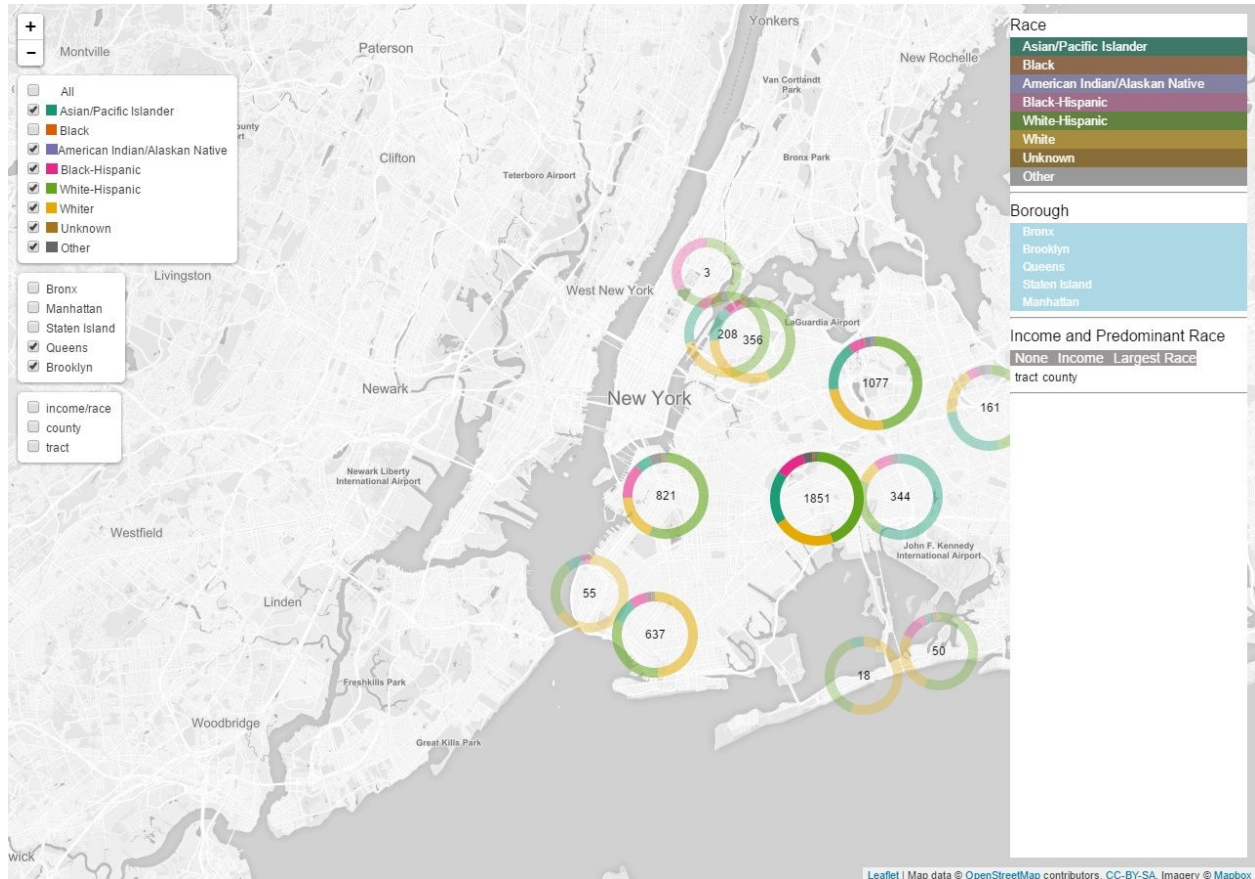 +
−
All
Asian/Pacific Islander
Black
American Indian/Alaskan Native
Black-Hispanic
White-Hispanic
Whiter
Unknown
Other
Bronx
Manhattan
Staten Island
Queens
Brooklyn
income/race
county
tract
Montville
Paterson
Yonkers
New Rochelle
Van Cortlandt
Park
Clifton
Bronx Park
Teterboro Airport
Livingston
West New York
3
LaGuardia Airport
208
356
1077
161
Newark
New York
Newark Liberty
International Airport
821
1851
344
Westfield
John F. Kennedy
International Airport
55
Linden
637
50
18
Freshkills Park
Woodbridge
Great Kills Park
wick
Race
Asian/Pacific Islander
Black
American Indian/Alaskan Native
Black-Hispanic
White-Hispanic
White
Unknown
Other
Borough
Bronx
Brooklyn
Queens
Staten Island
Manhattan
Income and Predominant Race
None Income Largest Race
tract county
Leaflet | Map data © OpenStreetMap contributors, CC-BY-SA, Imagery © Mapbox